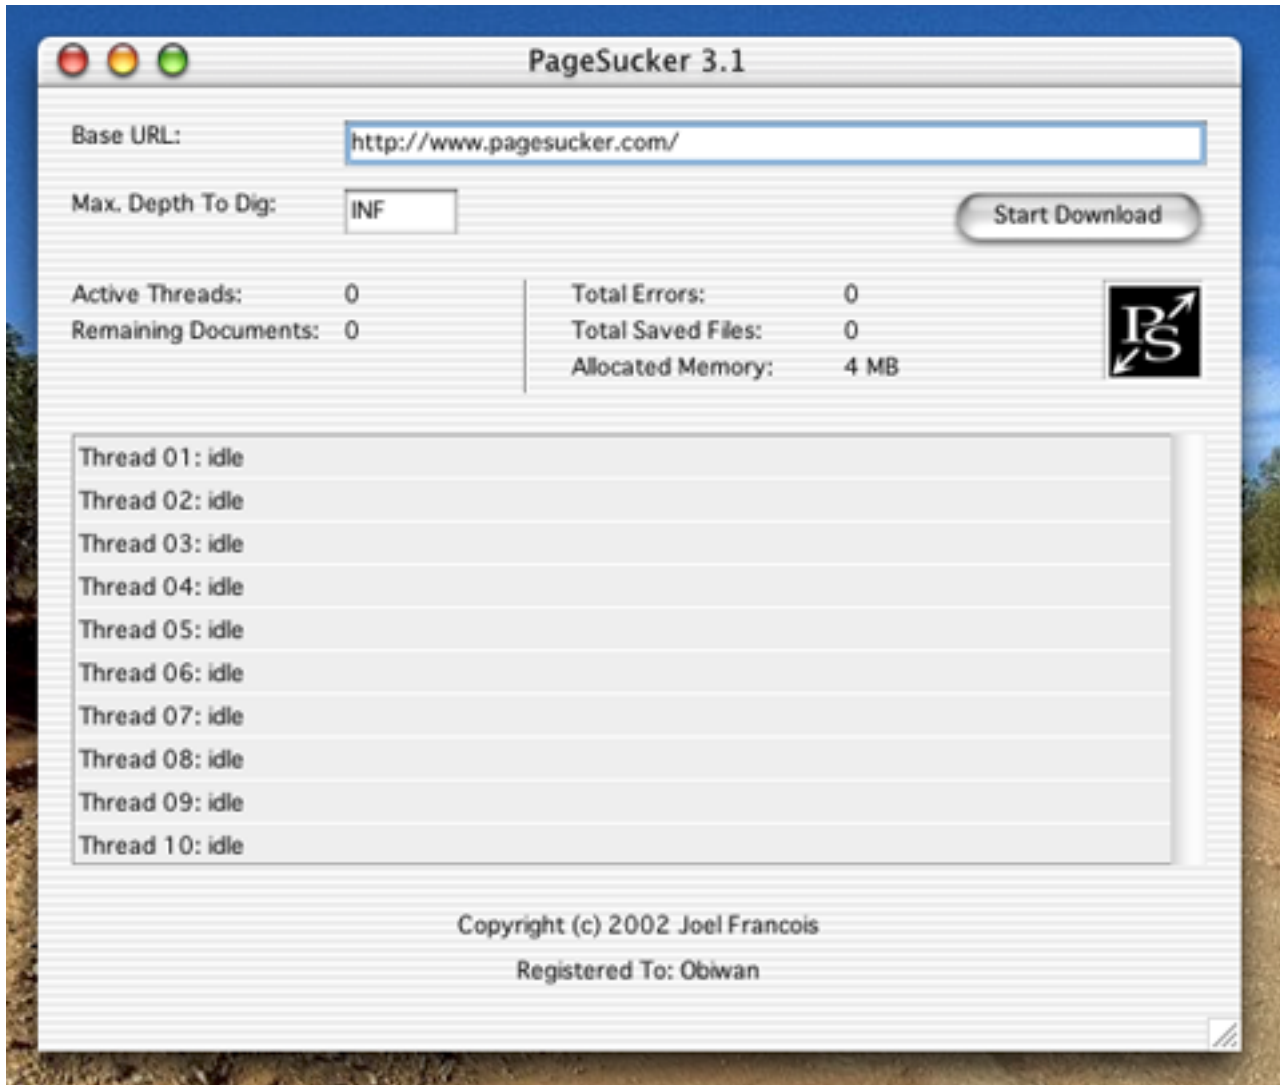 PageSucker 3.1
Base URL: http://www.pagesucker.com/
Max. Depth To Dig: INF Start Download
Active Threads: 0 Total Errors: 0
Remaining Documents: 0 Total Saved Files: 0
Allocated Memory: 4 MB
PS
Thread 01: idle
Thread 02: idle
Thread 03: idle
Thread 04: idle
Thread 05: idle
Thread 06: idle
Thread 07: idle
Thread 08: idle
Thread 09: idle
Thread 10: idle
Copyright (c) 2002 Joel Francois
Registered To: Obiwan